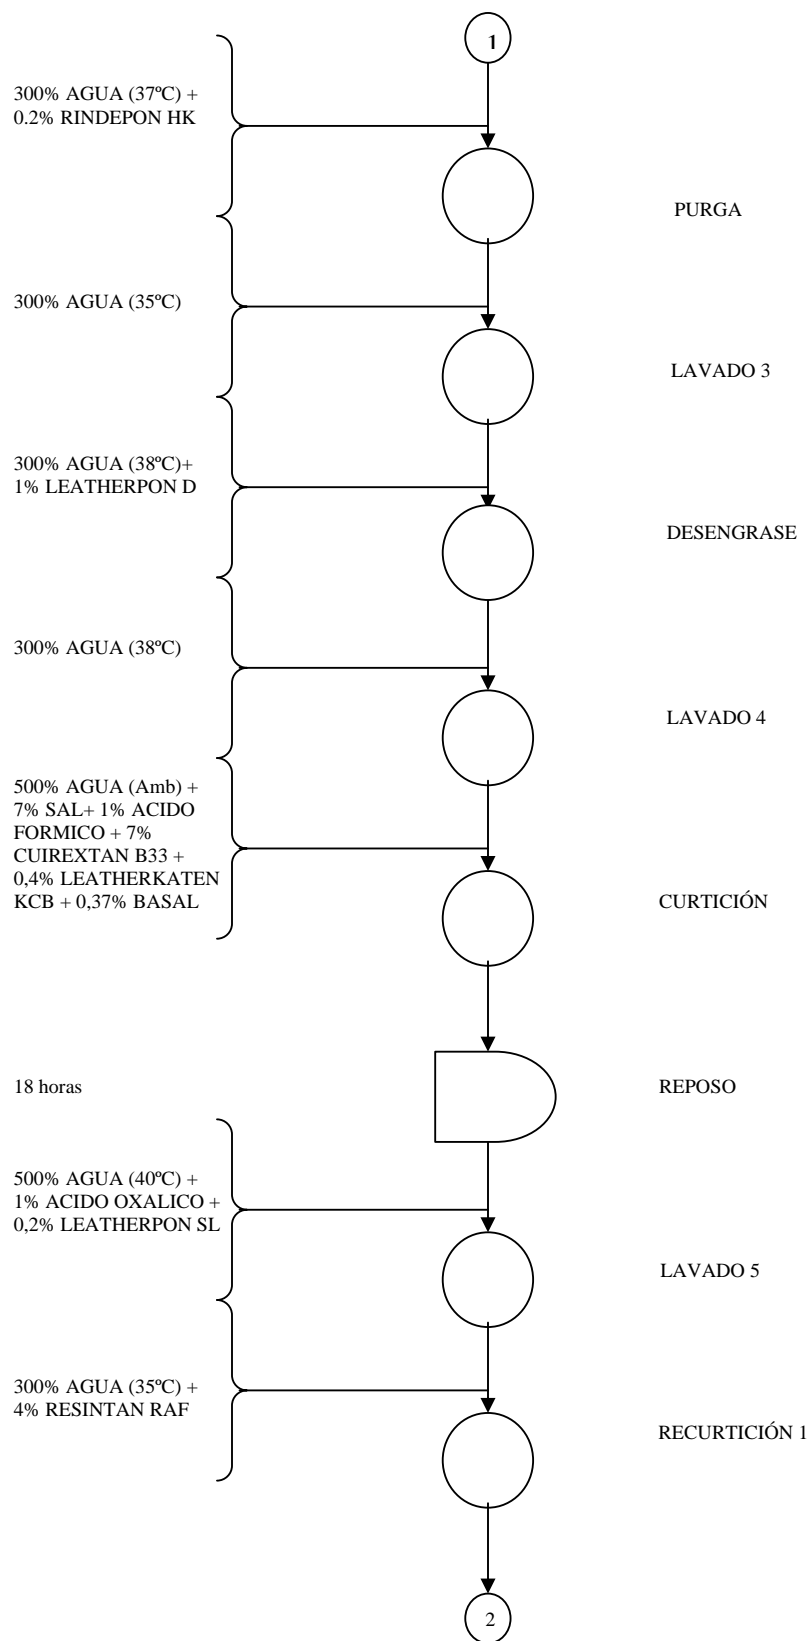 1
300% AGUA (37ºC) +
0.2% RINDEPON HK
PURGA
300% AGUA (35ºC)
LAVADO 3
300% AGUA (38ºC)+
1% LEATHERPON D
DESENGRASE
300% AGUA (38ºC)
LAVADO 4
500% AGUA (Amb) +
7% SAL+ 1% ACIDO
FORMICO + 7%
CUIREXTAN B33 +
0,4% LEATHERKATEN
KCB + 0,37% BASAL
CURTICIÓN
18 horas
REPOSO
500% AGUA (40ºC) +
1% ACIDO OXALICO +
0,2% LEATHERPON SL
LAVADO 5
300% AGUA (35ºC) +
4% RESINTAN RAF
RECURTICIÓN 1
2